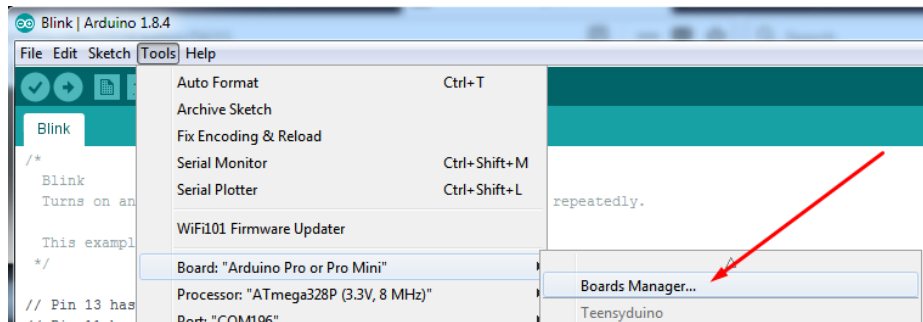 Blink | Arduino 1.8.4
File Edit Sketch Tools Help
Auto Format Ctrl+T
Archive Sketch
Fix Encoding & Reload
Serial Monitor Ctrl+Shift+M
Serial Plotter Ctrl+Shift+L
WiFi101 Firmware Updater
Board: "Arduino Pro or Pro Mini"
Processor: "ATmega328P (3.3V, 8 MHz)"
Port: "COM196"
Boards Manager...
Teensyduino
Blink
/*
Blink
Turns on an repeatedly.
This exampl
*/
// Pin 13 has